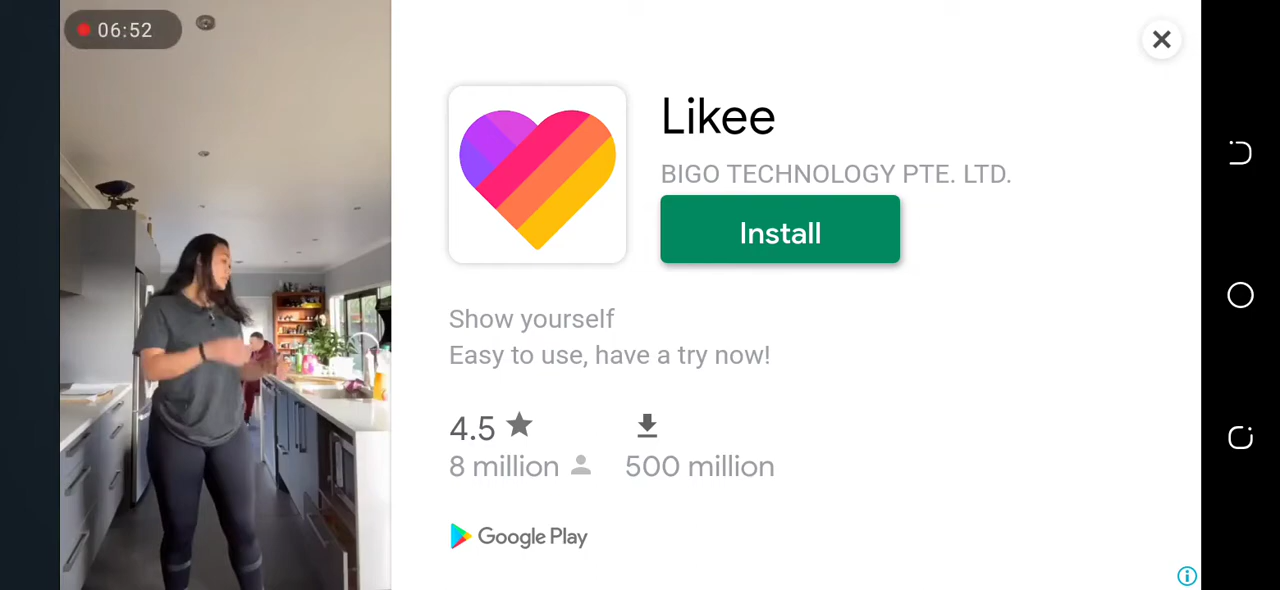 06:52
Likee
BIGO TECHNOLOGY PTE. LTD.
Install
Show yourself
Easy to use, have a try now!
4.5
8 million
500 million
Google Play